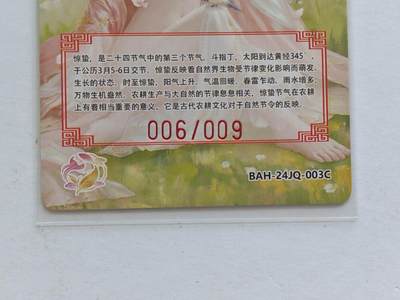 惊蛰，是二十四节气中的第三个节气。斗指丁，太阳到达黄经345°，
于公历3月5-6日交节。惊蛰反映着自然界生物受节律变化影响而萌发
生长的状态。时至惊蛰，阳气上升，气温回暖，春雷乍动，雨水增多，
万物生机盎然。农耕生产与大自然的节律息息相关，惊蛰节气在农耕
上有着相当重要的意义，它是古代农耕文化对于自然节令的反映。
006/009
BAH-24JQ-003C